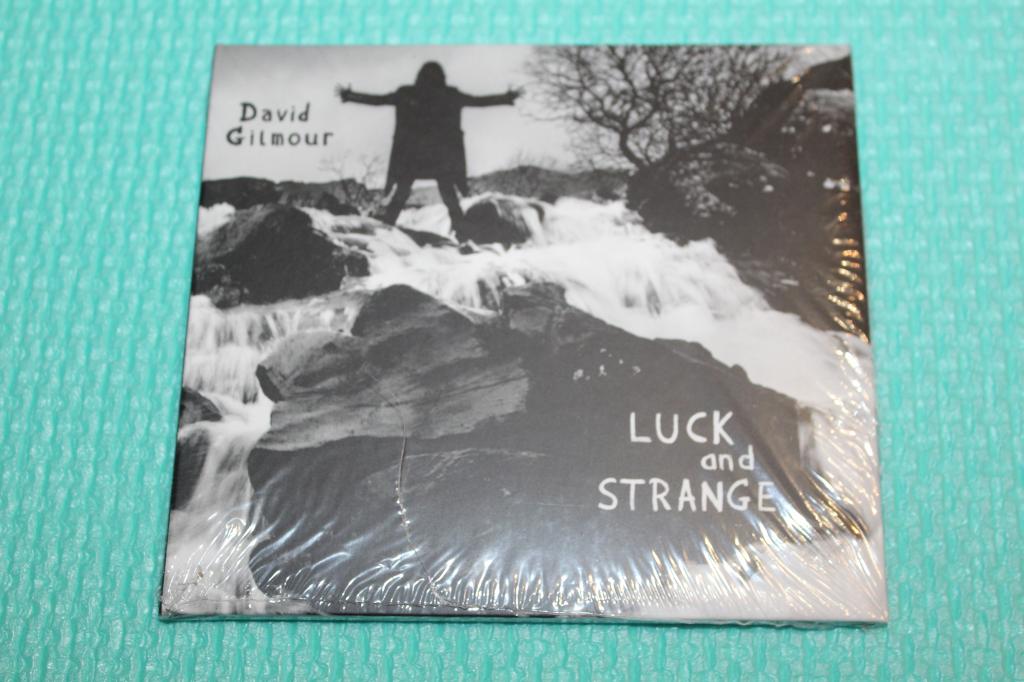 David
Gilmour
LUCK
and
STRANGE